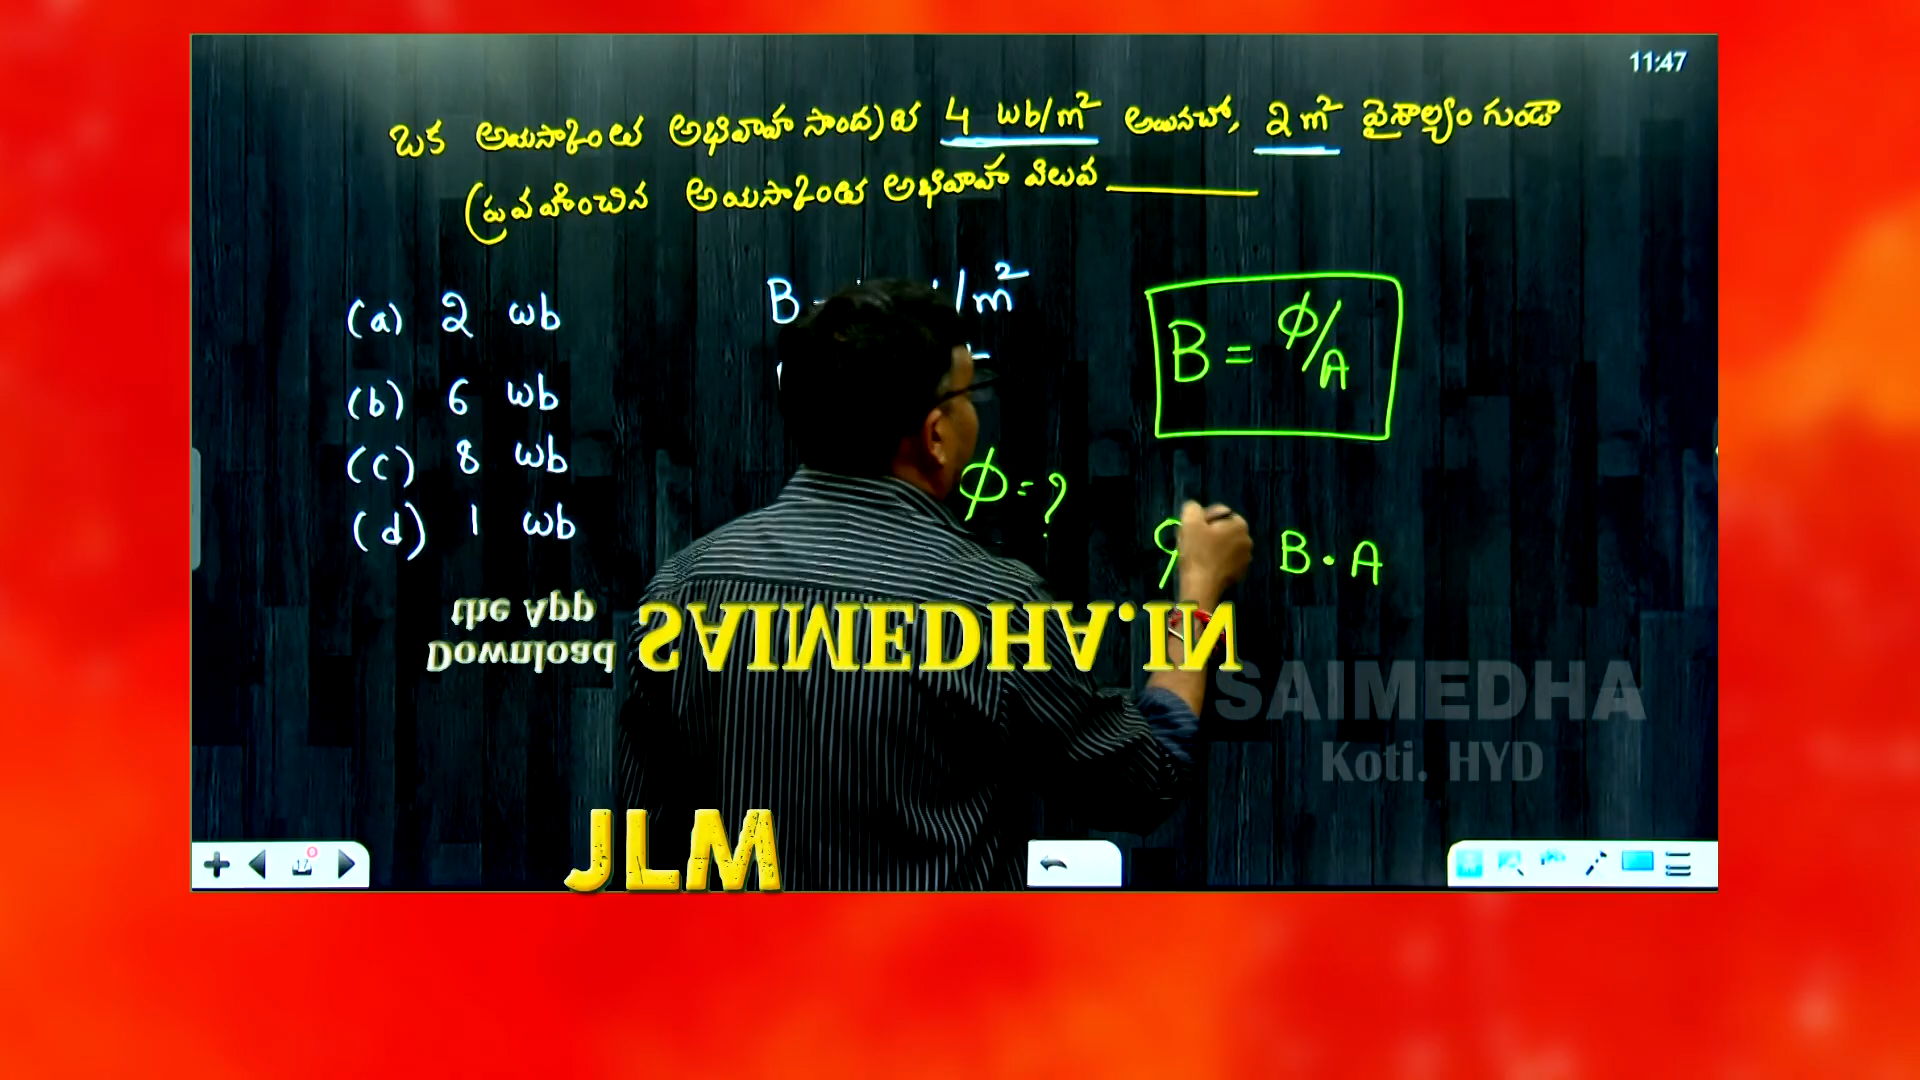 11:47
ఒక అయస్కాంత అభివాహ సాంద్రత 4 wb/m² అయినచో, 2 m² వైశాల్యం గుండా
ప్రవహించిన అయస్కాంత అభివాహ విలువ ______
(a) 2 wb
(b) 6 wb
(c) 8 wb
(d) 1 wb
B /m²
B = ϕ/A
ϕ = ?
B · A
Download the App
SAIMEDHA.IN
SAIMEDHA
Koti. HYD
JLM